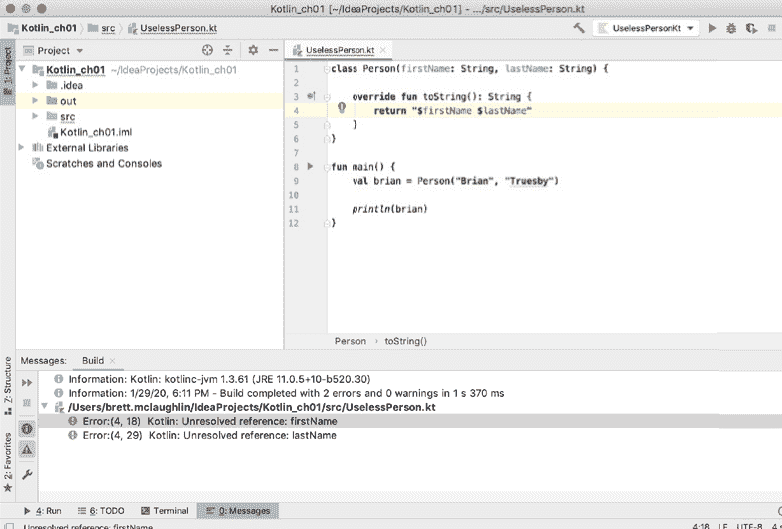 Kotlin_ch01 [~/IdeaProjects/Kotlin_ch01] - .../src/UselessPerson.kt
Kotlin_ch01 src UselessPerson.kt UselessPersonKt
Project
UselessPerson.kt
1: Project
Kotlin_ch01 ~/IdeaProjects/Kotlin_ch01
.idea
out
src
Kotlin_ch01.iml
External Libraries
Scratches and Consoles
1 class Person(firstName: String, lastName: String) {
2
3 override fun toString(): String {
4 return "$firstName $lastName"
5 }
6 }
7
8 fun main() {
9 val brian = Person("Brian", "Truesby")
10
11 println(brian)
12 }
Person › toString()
Messages: Build
Information: Kotlin: kotlinc-jvm 1.3.61 (JRE 11.0.5+10-b520.30)
Information: 1/29/20, 6:11 PM - Build completed with 2 errors and 0 warnings in 1 s 370 ms
/Users/brett.mclaughlin/IdeaProjects/Kotlin_ch01/src/UselessPerson.kt
Error:(4, 18) Kotlin: Unresolved reference: firstName
Error:(4, 29) Kotlin: Unresolved reference: lastName
Z: Structure
2: Favorites
4: Run 6: TODO Terminal 0: Messages
Unresolved reference: firstName 4:18 LF UTF-8